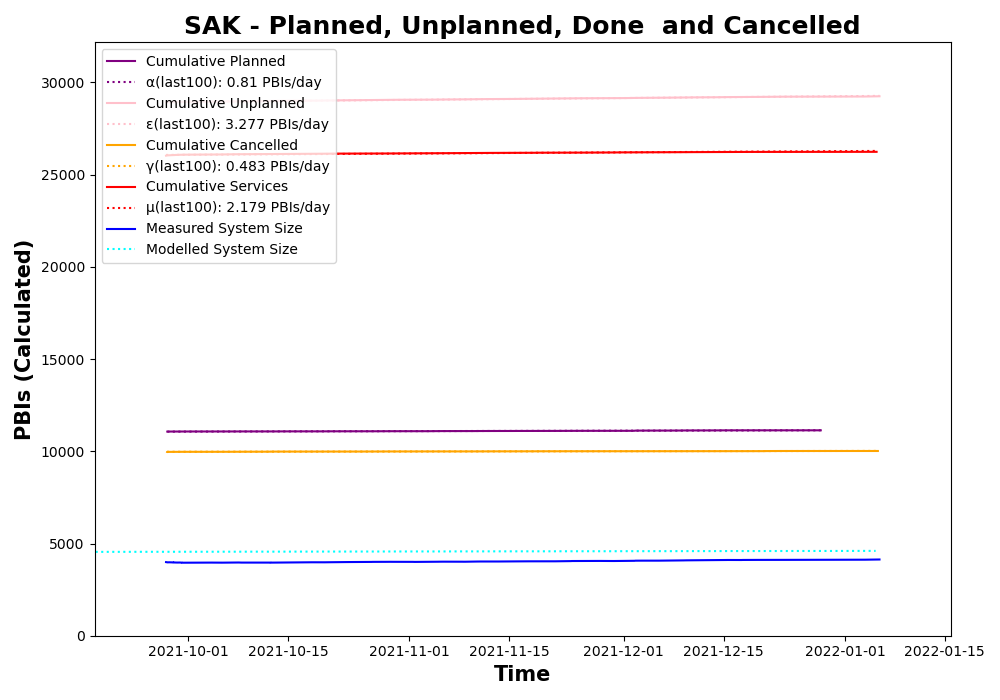 SAK - Planned, Unplanned, Done  and Cancelled
PBIs (Calculated)
30000
25000
20000
15000
10000
5000
0
Cumulative Planned
α(last100): 0.81 PBIs/day
Cumulative Unplanned
ε(last100): 3.277 PBIs/day
Cumulative Cancelled
γ(last100): 0.483 PBIs/day
Cumulative Services
μ(last100): 2.179 PBIs/day
Measured System Size
Modelled System Size
2021-10-01 2021-10-15 2021-11-01 2021-11-15 2021-12-01 2021-12-15 2022-01-01 2022-01-15
Time